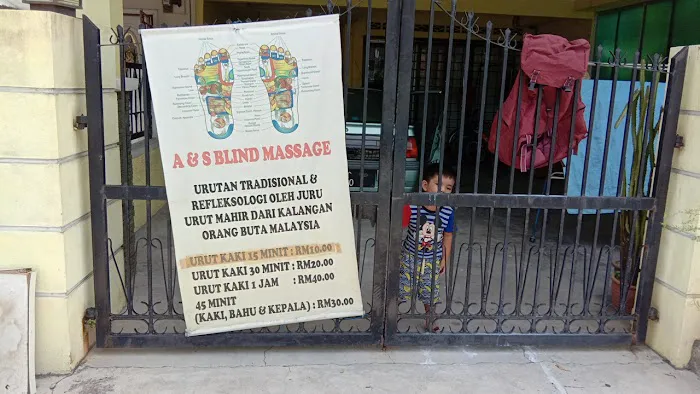 A & S BLIND MASSAGE
URUTAN TRADISIONAL &
REFLEKSOLOGI OLEH JURU
URUT MAHIR DARI KALANGAN
ORANG BUTA MALAYSIA
URUT KAKI 15 MINIT : RM10.00
URUT KAKI 30 MINIT : RM20.00
URUT KAKI 1 JAM : RM40.00
45 MINIT
(KAKI, BAHU & KEPALA) : RM30.00